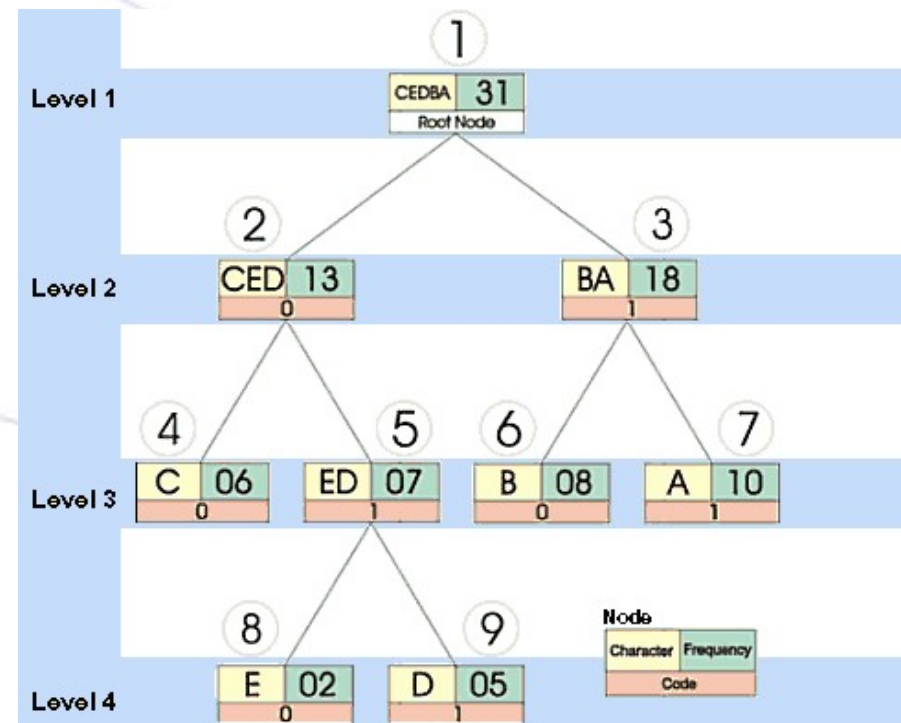 1
Level 1
CEDBA 31
Root Node
2 3
Level 2
CED 13 BA 18
0 1
4 5 6 7
Level 3
C 06 ED 07 B 08 A 10
0 1 0 1
8 9
Node
Character Frequency
Code
Level 4
E 02 D 05
0 1